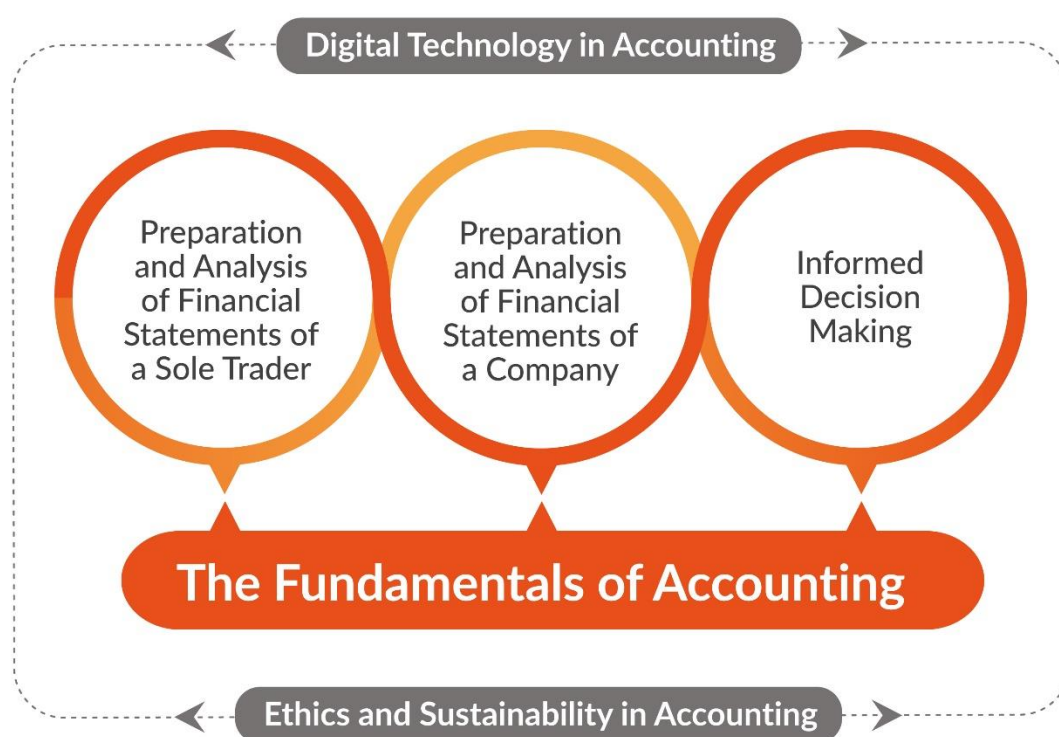 Digital Technology in Accounting
Preparation
and Analysis
of Financial
Statements of
a Sole Trader
Preparation
and Analysis
of Financial
Statements of
a Company
Informed
Decision
Making
The Fundamentals of Accounting
Ethics and Sustainability in Accounting